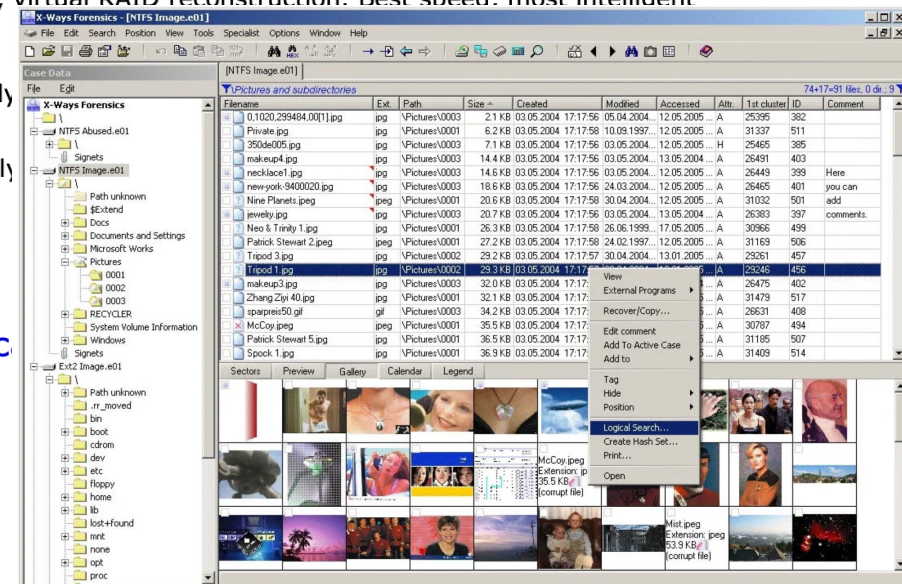 virtual RAID reconstruction. Best speed, most intelligent
X-Ways Forensics - [NTFS Image.e01]
File Edit Search Position View Tools Specialist Options Window Help
Case Data
File Edit
X-Ways Forensics
\
NTFS Abused.e01
\
Signets
NTFS Image.e01
\
Path unknown
$Extend
Docs
Documents and Settings
Microsoft Works
Pictures
0001
0002
0003
RECYCLER
System Volume Information
Windows
Signets
Ext2 Image.e01
\
Path unknown
.rr_moved
bin
boot
cdrom
dev
etc
floppy
home
lib
lost+found
mnt
none
opt
proc
[NTFS Image.e01]
\Pictures and subdirectories 74+17=91 files, 0 dir.; 9
Filename Ext. Path Size Created Modified Accessed Attr. 1st cluster ID Comment
0,1020,299484,00[1].jpg jpg \Pictures\0003 2.1 KB 03.05.2004 17:17:56 05.04.2004... 12.05.2005 ... A 25395 382
Private.jpg jpg \Pictures\0001 6.2 KB 03.05.2004 17:17:58 10.09.1997... 12.05.2005 ... A 31337 511
350de005.jpg jpg \Pictures\0003 7.1 KB 03.05.2004 17:17:56 03.05.2004... 12.05.2005 ... H 25465 385
makeup4.jpg jpg \Pictures\0003 14.4 KB 03.05.2004 17:17:56 03.05.2004... 13.05.2004 ... A 26491 403
necklace1.jpg jpg \Pictures\0003 14.6 KB 03.05.2004 17:17:56 03.05.2004... 12.05.2005 ... A 26449 399 Here
new-york-9400020.jpg jpg \Pictures\0003 18.6 KB 03.05.2004 17:17:56 24.03.2004... 12.05.2005 ... A 26465 401 you can
Nine Planets.jpeg jpeg \Pictures\0001 20.6 KB 03.05.2004 17:17:58 30.04.2004... 12.05.2005 ... A 31032 501 add
jewelry.jpg jpg \Pictures\0003 20.7 KB 03.05.2004 17:17:56 03.05.2004... 13.05.2004 ... A 26383 397 comments.
Neo & Trinity 1.jpg jpg \Pictures\0001 26.3 KB 03.05.2004 17:17:58 26.06.1999... 17.05.2005 ... A 30966 499
Patrick Stewart 2.jpeg jpeg \Pictures\0001 27.2 KB 03.05.2004 17:17:58 24.02.1997... 12.05.2005 ... A 31169 506
Tripod 3.jpg jpg \Pictures\0002 29.2 KB 03.05.2004 17:17:57 30.04.2004... 13.01.2005 ... A 29261 457
Tripod 1.jpg jpg \Pictures\0002 29.3 KB 03.05.2004 A 29246 456
makeup3.jpg jpg \Pictures\0003 32.0 KB 03.05.2004 17:17: ... A 26475 402
Zhang Ziyi 40.jpg jpg \Pictures\0001 32.1 KB 03.05.2004 17:17: ... A 31479 517
sparpreis50.gif gif \Pictures\0003 34.2 KB 03.05.2004 17:17: ... A 26631 408
McCoy.jpeg jpeg \Pictures\0001 35.5 KB 03.05.2004 17:17: ... A 30787 494
Patrick Stewart 5.jpg jpg \Pictures\0001 36.5 KB 03.05.2004 17:17: ... A 31185 507
Spock 1.jpg jpg \Pictures\0001 36.9 KB 03.05.2004 17:17: ... A 31409 514
View
External Programs
Recover/Copy...
Edit comment
Add To Active Case
Add to
Tag
Hide
Position
Logical Search...
Create Hash Set...
Print...
Open
Sectors Preview Gallery Calendar Legend
McCoy.jpeg
Extension: jp
35.5 KB
(corrupt file)
Mist.jpeg
Extension: jpeg
53.9 KB
(corrupt file)